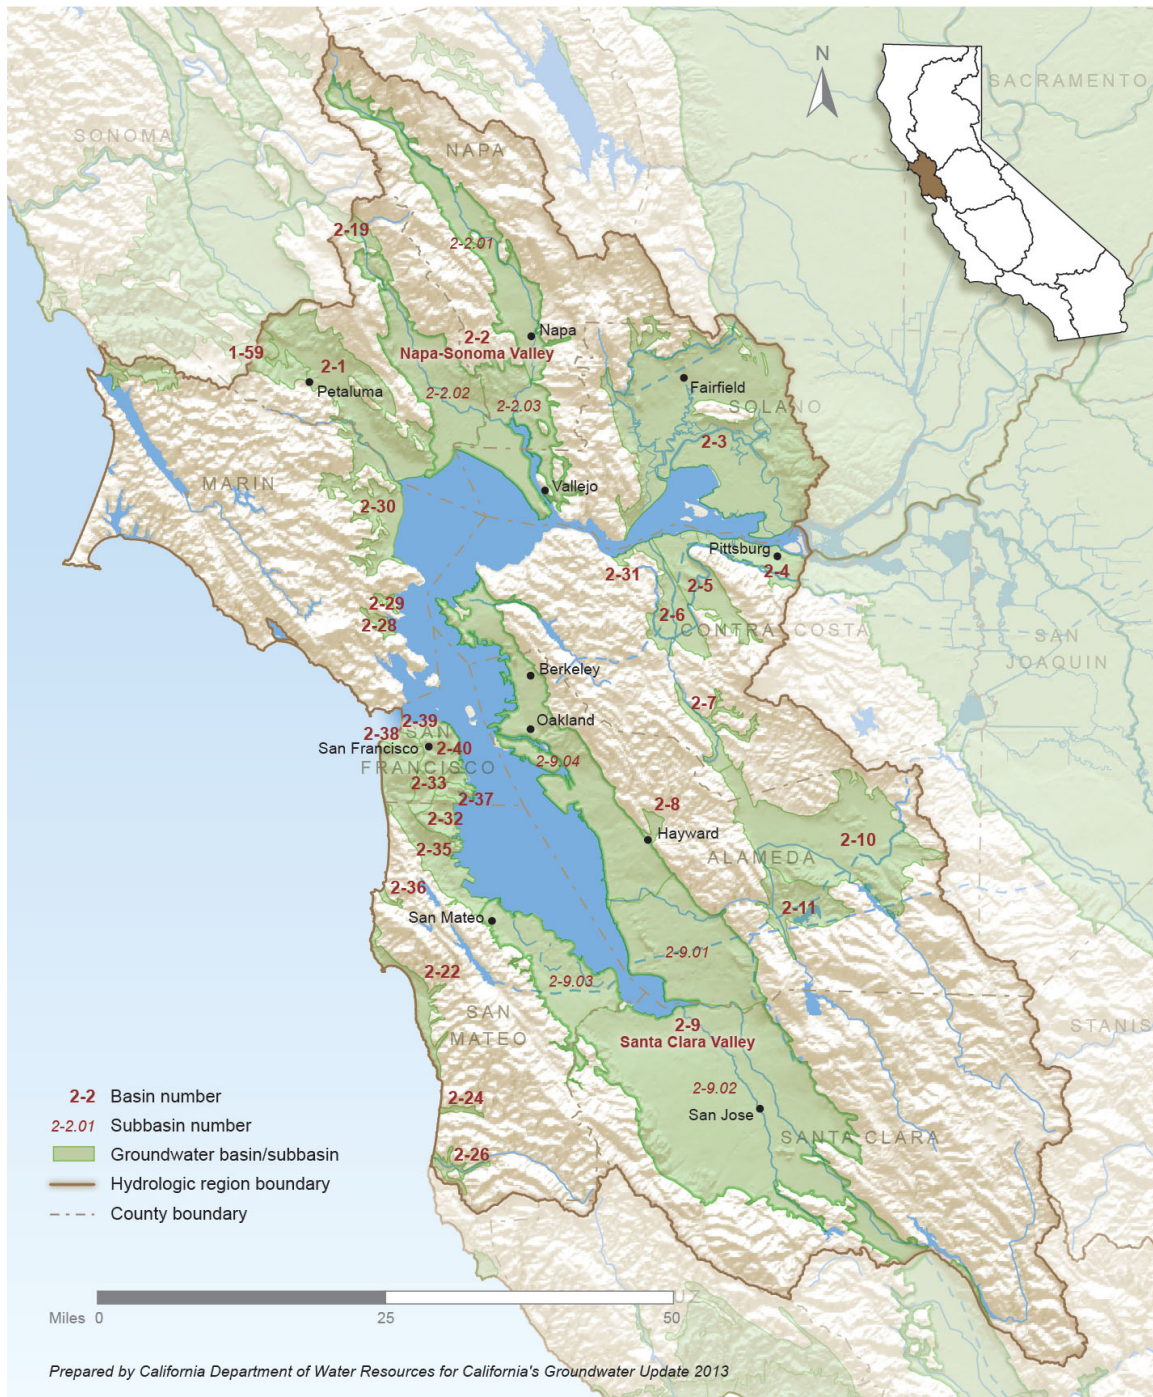 N
SACRAMENTO
SONOMA
NAPA
2-19
2-2.01
1-59
2-1
2-2
Napa-Sonoma Valley
Napa
Petaluma
2-2.02
2-2.03
Fairfield
SOLANO
2-3
MARIN
Vallejo
2-30
Pittsburg
2-4
2-31
2-5
2-6
2-29
2-28
CONTRA COSTA
SAN
JOAQUIN
Berkeley
2-7
2-39
Oakland
2-38
SAN
San Francisco
2-40
FRANCISCO
2-9.04
2-33
2-37
2-8
2-32
Hayward
2-35
2-10
ALAMEDA
2-36
2-11
San Mateo
2-9.01
2-22
2-9.03
SAN
MATEO
2-9
Santa Clara Valley
STANIS
2-9.02
San Jose
2-24
SANTA CLARA
2-26
2-2 Basin number
2-2.01 Subbasin number
Groundwater basin/subbasin
Hydrologic region boundary
County boundary
UZ
Miles 0 25 50
Prepared by California Department of Water Resources for California's Groundwater Update 2013